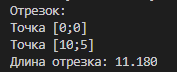 Отрезок:
Точка [0;0]
Точка [10;5]
Длина отрезка: 11.180